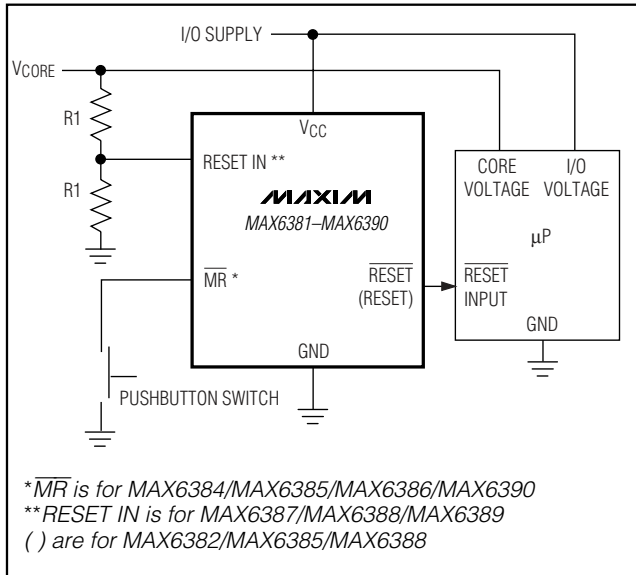 I/O SUPPLY
VCORE
R1
VCC
RESET IN **
CORE VOLTAGE
I/O VOLTAGE
R1
MAXIM
MAX6381–MAX6390
µP
MR *
RESET
(RESET)
RESET
INPUT
GND
GND
PUSHBUTTON SWITCH
*MR is for MAX6384/MAX6385/MAX6386/MAX6390
**RESET IN is for MAX6387/MAX6388/MAX6389
( ) are for MAX6382/MAX6385/MAX6388